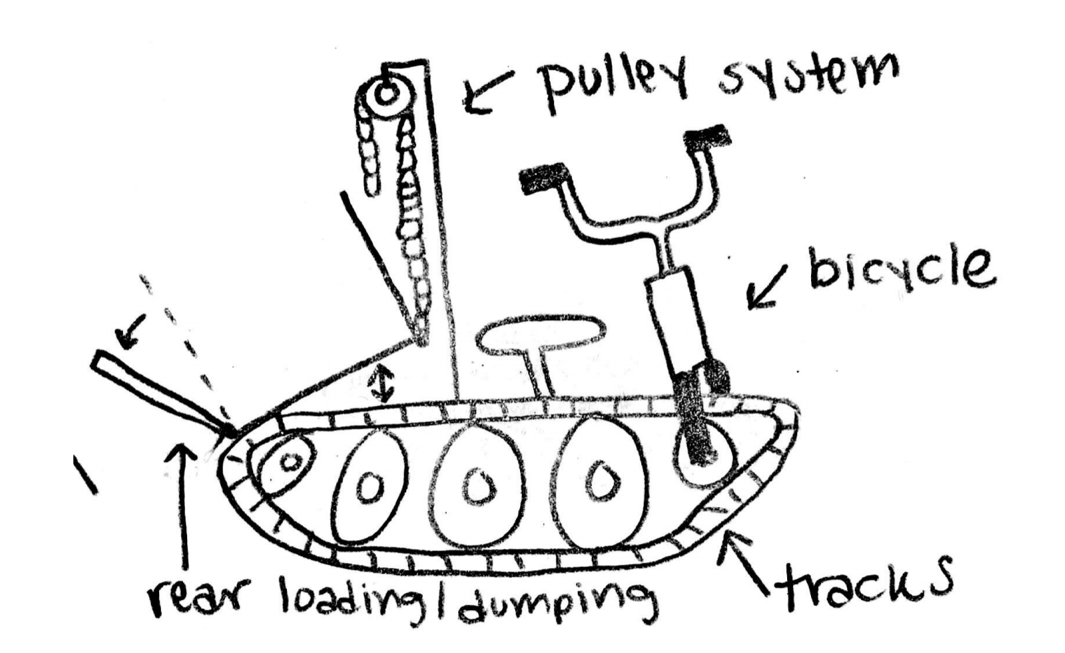 pulley system
bicycle
rear loading/dumping
tracks